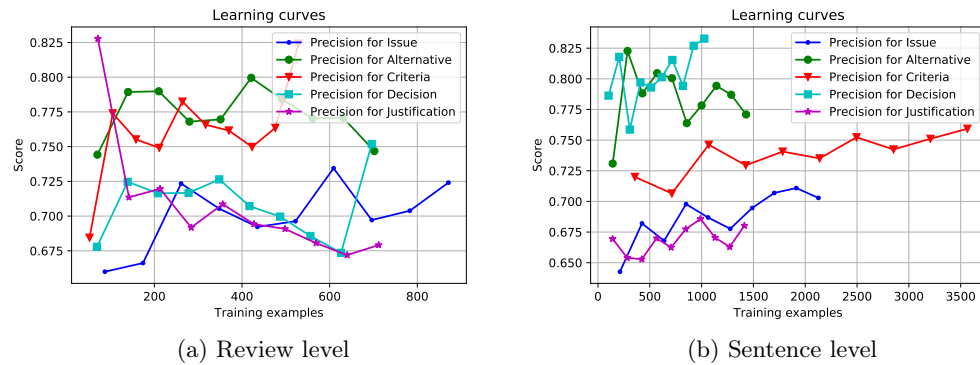 Learning curves
0.825
0.800
0.775
0.750
0.725
0.700
0.675
Score
200
400
600
800
Training examples
Precision for Issue
Precision for Alternative
Precision for Criteria
Precision for Decision
Precision for Justification
(a) Review level
Learning curves
0.825
0.800
0.775
0.750
0.725
0.700
0.675
0.650
Score
0
500
1000
1500
2000
2500
3000
3500
Training examples
Precision for Issue
Precision for Alternative
Precision for Criteria
Precision for Decision
Precision for Justification
(b) Sentence level